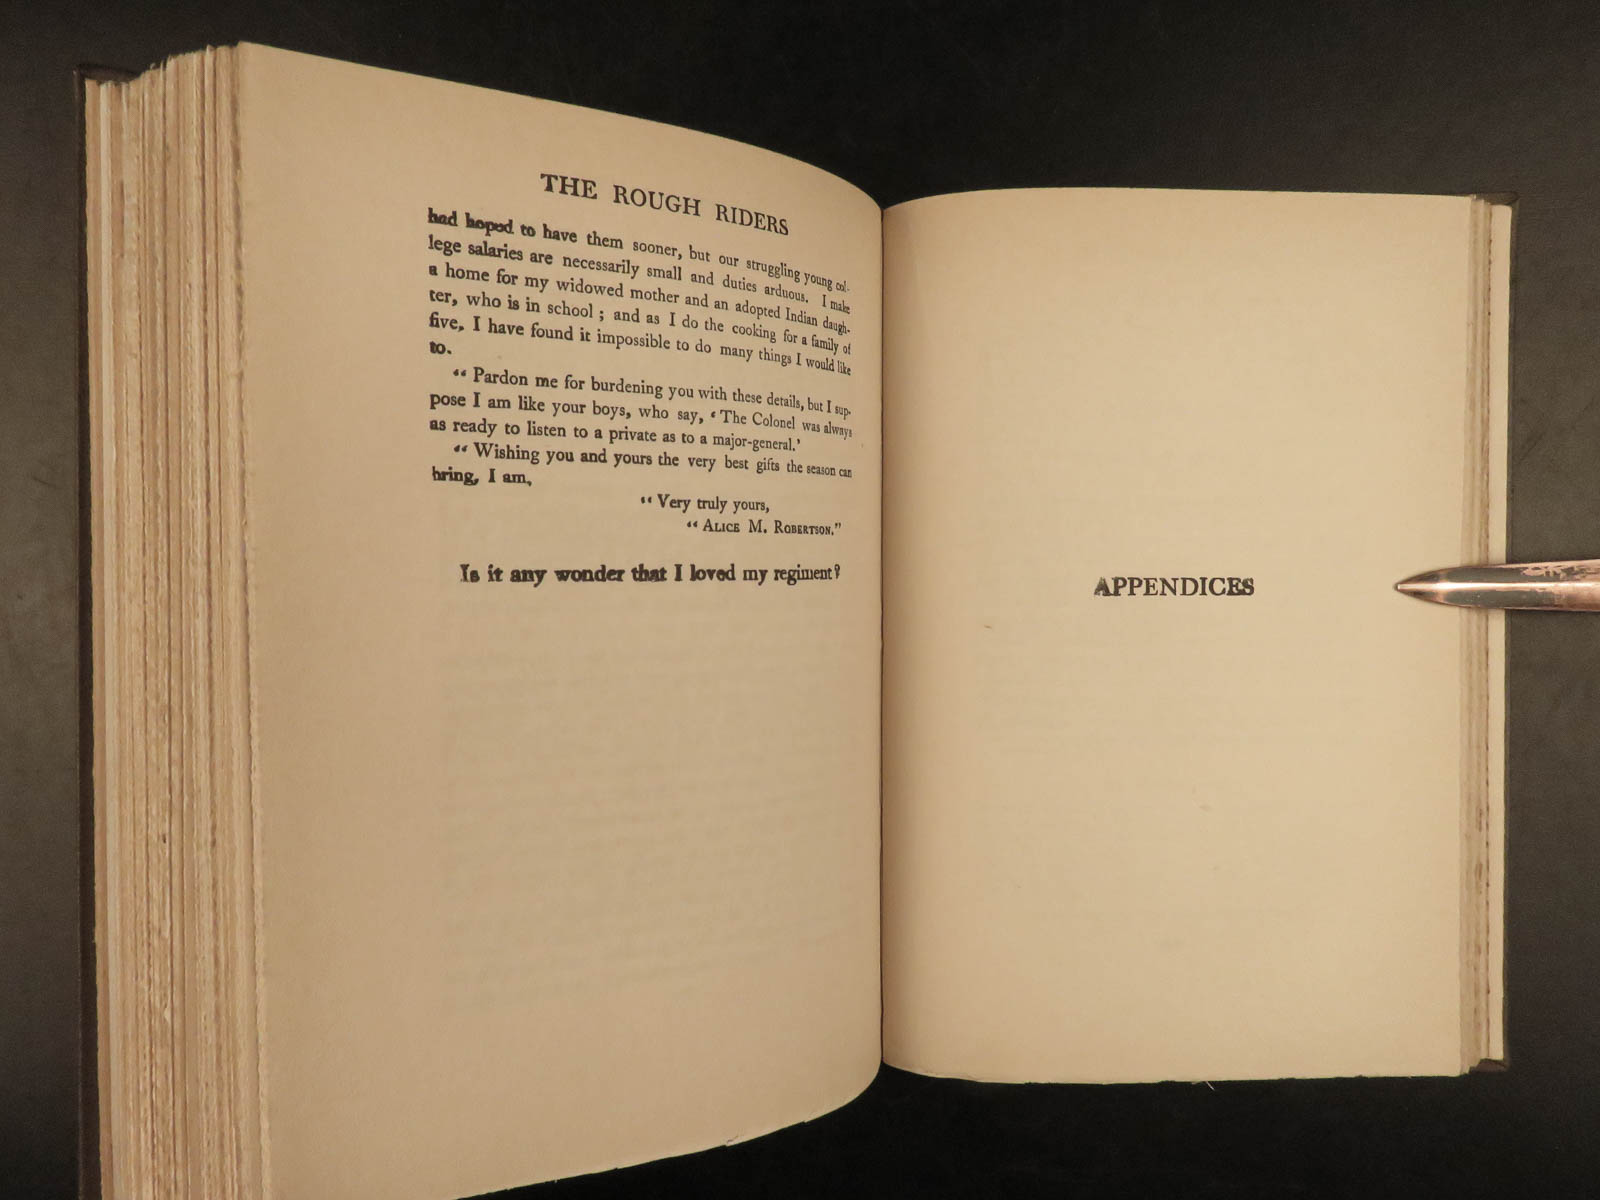 THE ROUGH RIDERS
had hoped to have them sooner, but our struggling young col-
lege salaries are necessarily small and duties arduous. I make
a home for my widowed mother and an adopted Indian daugh-
ter, who is in school; and as I do the cooking for a family of
five, I have found it impossible to do many things I would like
to.
“Pardon me for burdening you with these details, but I sup-
pose I am like your boys, who say, ‘The Colonel was always
as ready to listen to a private as to a major-general.’
“Wishing you and yours the very best gifts the season can
bring, I am,
“Very truly yours,
“ALICE M. ROBERTSON.”
Is it any wonder that I loved my regiment?
APPENDICES